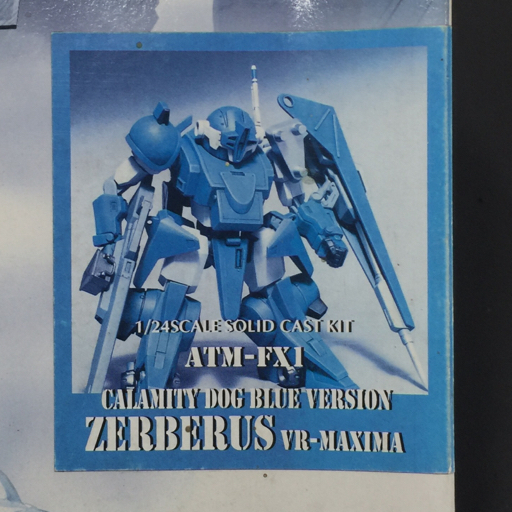 1/24SCALE SOLID CAST KIT
ATM-FX1
CALAMITY DOG BLUE VERSION
ZERBERUS VR-MAXIMA